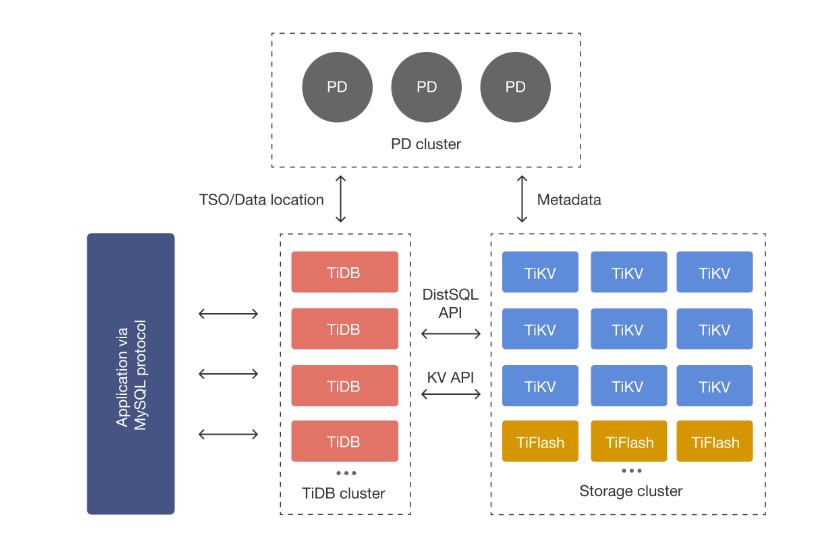 PD PD PD
PD cluster
TSO/Data location
Metadata
Application via
MySQL protocol
TiDB
TiDB
TiDB
TiDB
•••
TiDB cluster
DistSQL
API
KV API
TiKV TiKV TiKV
TiKV TiKV TiKV
TiKV TiKV TiKV
TiFlash TiFlash TiFlash
•••
Storage cluster